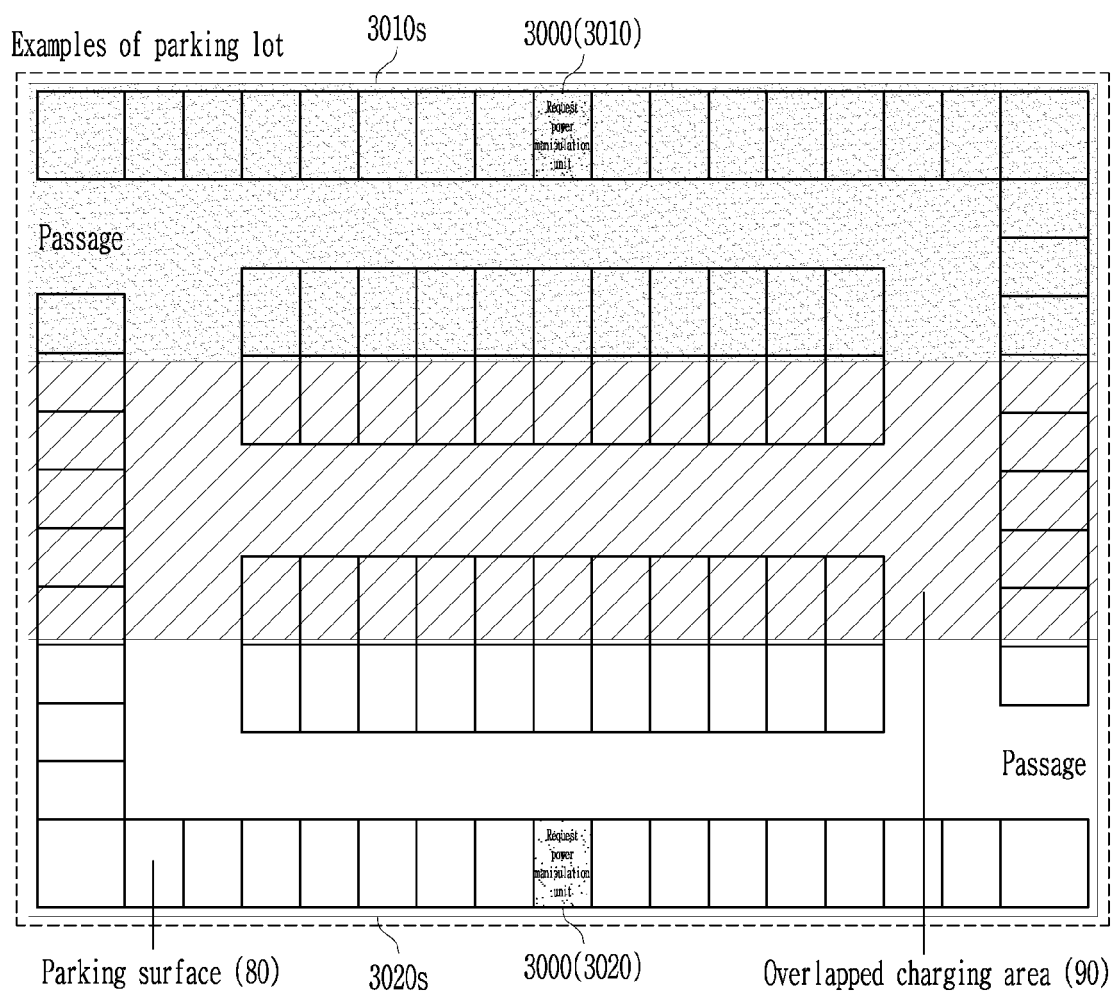 3010s
3000(3010)
Examples of parking lot
Request
power
manipulation
unit
Passage
Passage
Request
power
manipulation
unit
Parking surface (80)
3020s
3000(3020)
Overlapped charging area (90)